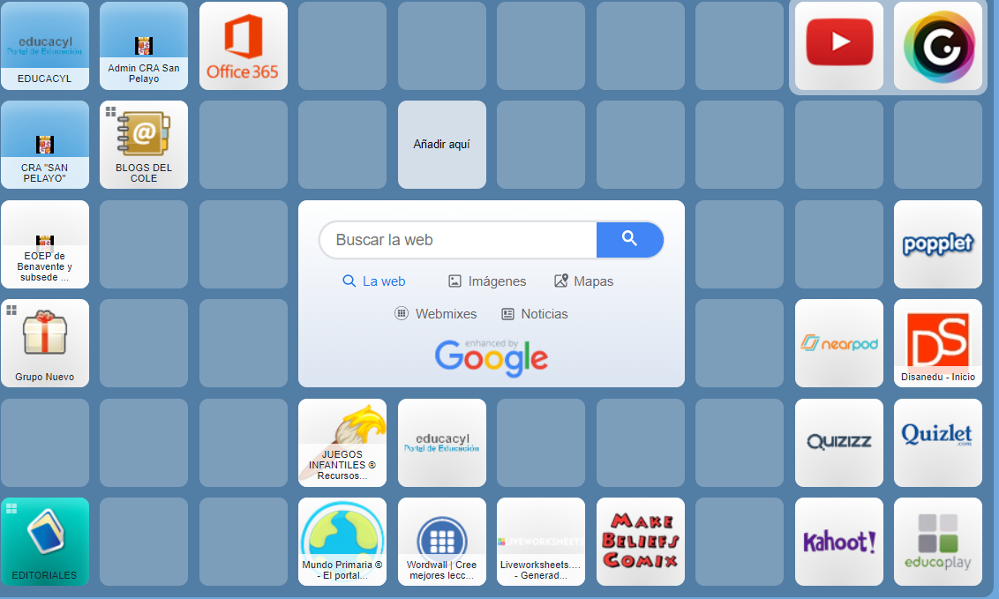 educacyl
Portal de Educación
EDUCACYL
Admin CRA San
Pelayo
Office 365
CRA "SAN
PELAYO"
BLOGS DEL
COLE
Añadir aquí
EOEP de
Benavente y
subsede ...
Buscar la web
La web
Imágenes
Mapas
Webmixes
Noticias
enhanced by
Google
popplet
Grupo Nuevo
nearpod
DS
Disanedu - Inicio
JUEGOS
INFANTILES ®
Recursos...
educacyl
Portal de Educación
QUIZIZZ
Quizlet
.com
EDITORIALES
Mundo Primaria ®
- El portal...
Wordwall | Cree
mejores lecc...
LIVEWORKSHEETS
Liveworksheets....
- Generad...
MAKE
BELIEFS
COMIX
Kahoot!
educaplay